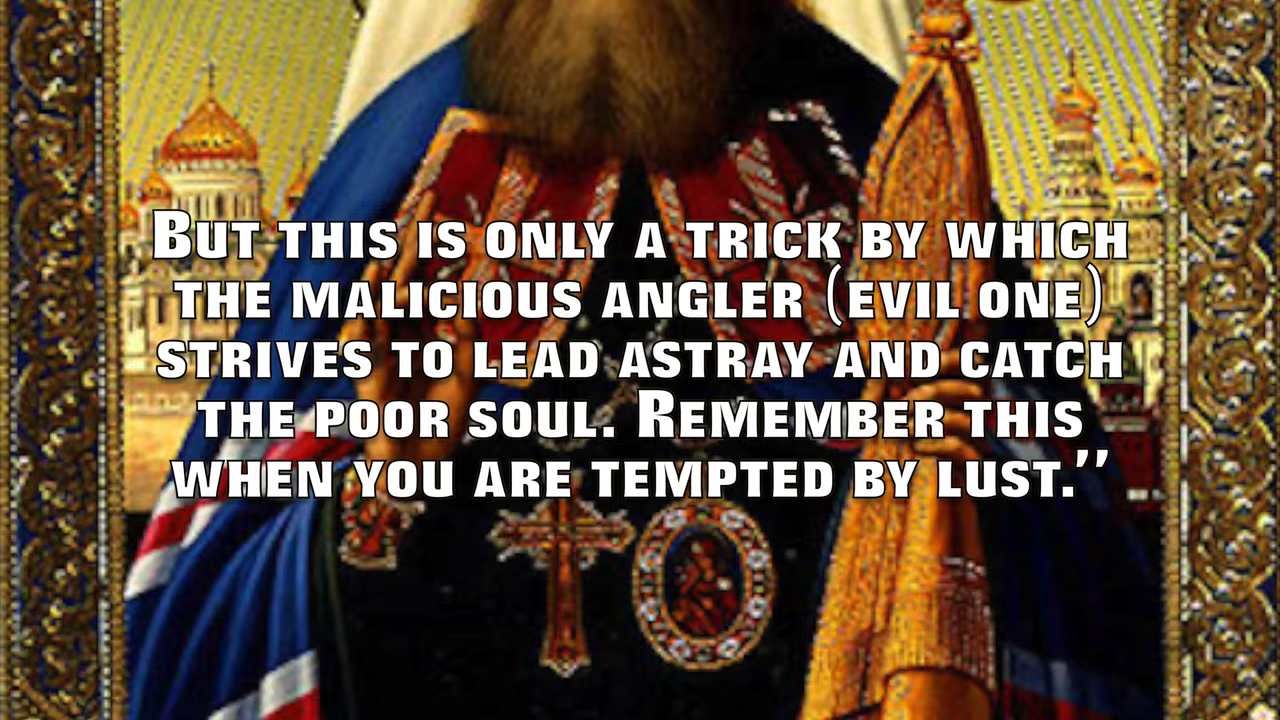 But this is only a trick by which
the malicious angler (evil one)
strives to lead astray and catch
the poor soul. Remember this
when you are tempted by lust.’’